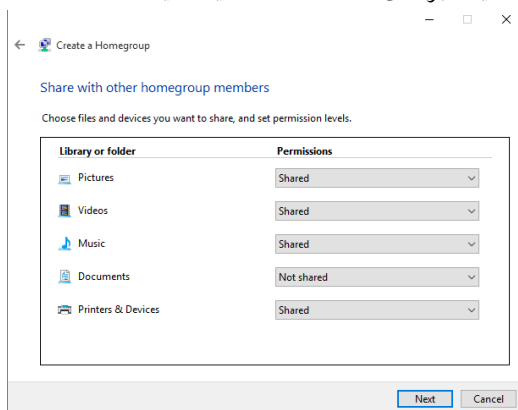 Create a Homegroup
Share with other homegroup members
Choose files and devices you want to share, and set permission levels.
Library or folder Permissions
Pictures Shared
Videos Shared
Music Shared
Documents Not shared
Printers & Devices Shared
Next Cancel